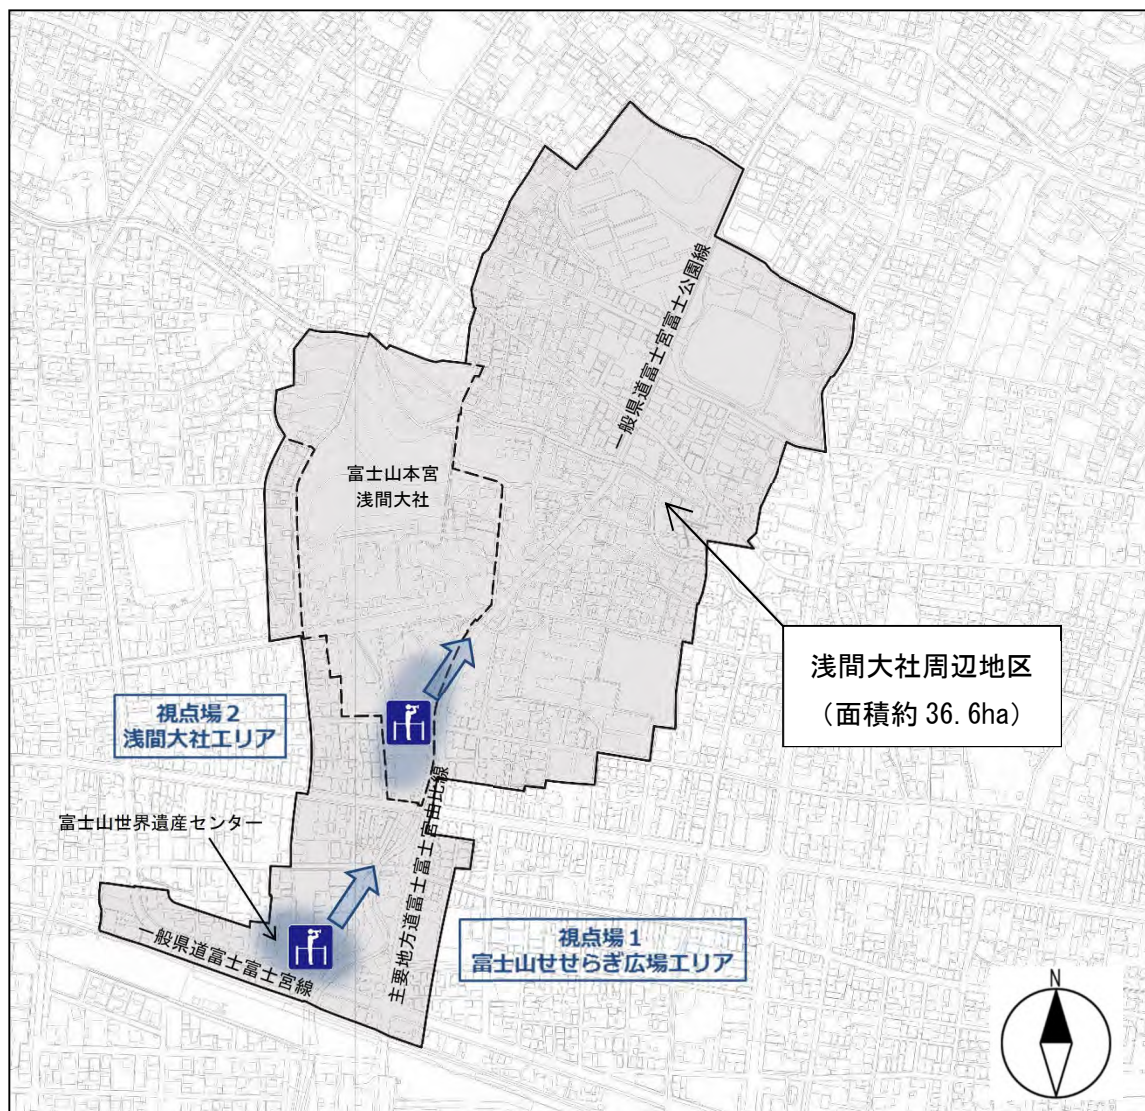 一般県道富士宮富士公園線
富士山本宮
浅間大社
浅間大社周辺地区
（面積約 36.6ha）
視点場２
浅間大社エリア
富士山世界遺産センター
主要地方道富士富士宮由比線
視点場１
富士山せせらぎ広場エリア
一般県道富士富士宮線
N